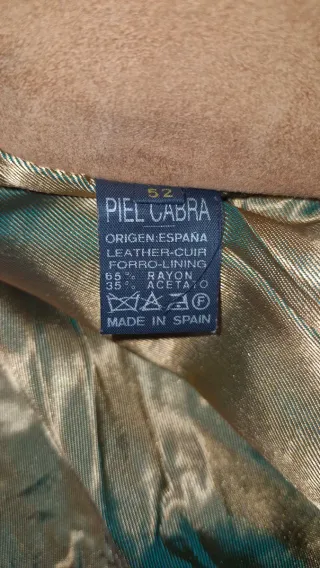 52
PIEL CABRA
ORIGEN:ESPAÑA
LEATHER-CUIR
FORRO-LINING
65% RAYON
35% ACETATO
F
MADE IN SPAIN